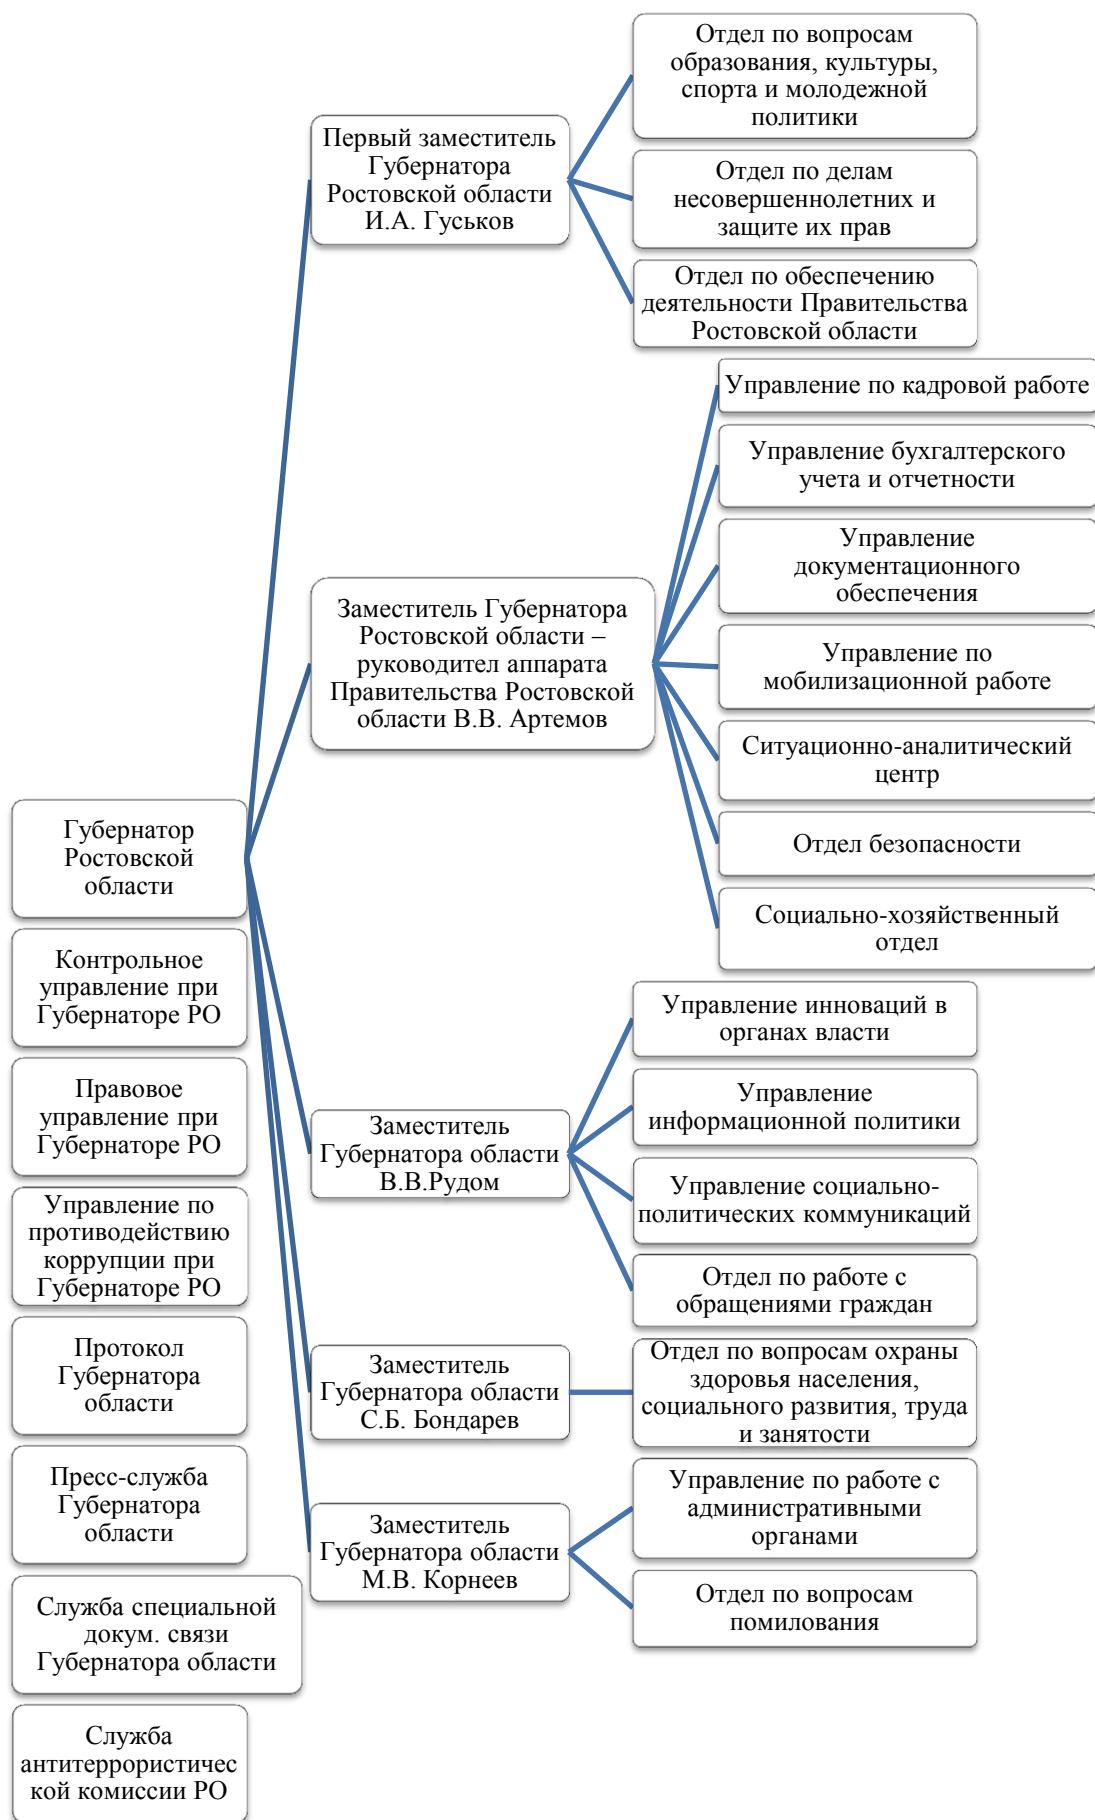 Отдел по вопросам
образования, культуры,
спорта и молодежной
политики
Первый заместитель
Губернатора
Ростовской области
И.А. Гуськов
Отдел по делам
несовершеннолетних и
защите их прав
Отдел по обеспечению
деятельности Правительства
Ростовской области
Управление по кадровой работе
Управление бухгалтерского
учета и отчетности
Управление
документационного
обеспечения
Заместитель Губернатора
Ростовской области –
руководител аппарата
Правительства Ростовской
области В.В. Артемов
Управление по
мобилизационной работе
Ситуационно-аналитический
центр
Отдел безопасности
Социально-хозяйственный
отдел
Губернатор
Ростовской
области
Контрольное
управление при
Губернаторе РО
Правовое
управление при
Губернаторе РО
Управление по
противодействию
коррупции при
Губернаторе РО
Протокол
Губернатора
области
Пресс-служба
Губернатора
области
Служба специальной
докум. связи
Губернатора области
Служба
антитеррористичес
кой комиссии РО
Заместитель
Губернатора области
В.В.Рудом
Управление инноваций в
органах власти
Управление
информационной политики
Управление социально-
политических коммуникаций
Отдел по работе с
обращениями граждан
Заместитель
Губернатора области
С.Б. Бондарев
Отдел по вопросам охраны
здоровья населения,
социального развития, труда
и занятости
Заместитель
Губернатора области
М.В. Корнеев
Управление по работе с
административными
органами
Отдел по вопросам
помилования